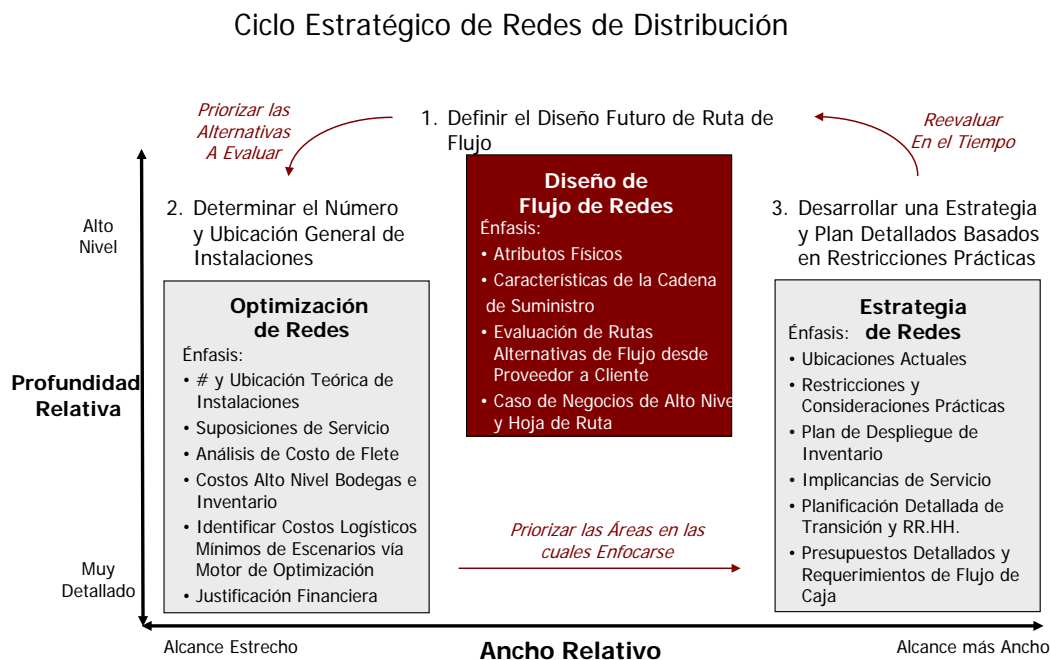 Ciclo Estratégico de Redes de Distribución
Priorizar las
Alternativas
A Evaluar
1. Definir el Diseño Futuro de Ruta de
Flujo
Reevaluar
En el Tiempo
Alto
Nivel
2. Determinar el Número
y Ubicación General de
Instalaciones
Diseño de
Flujo de Redes
Énfasis:
• Atributos Físicos
• Características de la Cadena
de Suministro
• Evaluación de Rutas
Alternativas de Flujo desde
Proveedor a Cliente
• Caso de Negocios de Alto Nive
y Hoja de Ruta
3. Desarrollar una Estrategia
y Plan Detallados Basados
en Restricciones Prácticas
Optimización
de Redes
Énfasis:
• # y Ubicación Teórica de
Instalaciones
• Suposiciones de Servicio
• Análisis de Costo de Flete
• Costos Alto Nivel Bodegas e
Inventario
• Identificar Costos Logísticos
Mínimos de Escenarios vía
Motor de Optimización
• Justificación Financiera
Estrategia
de Redes
Énfasis:
• Ubicaciones Actuales
• Restricciones y
Consideraciones Prácticas
• Plan de Despliegue de
Inventario
• Implicancias de Servicio
• Planificación Detallada de
Transición y RR.HH.
• Presupuestos Detallados y
Requerimientos de Flujo de
Caja
Profundidad
Relativa
Priorizar las Áreas en las
cuales Enfocarse
Muy
Detallado
Alcance Estrecho
Ancho Relativo
Alcance más Ancho